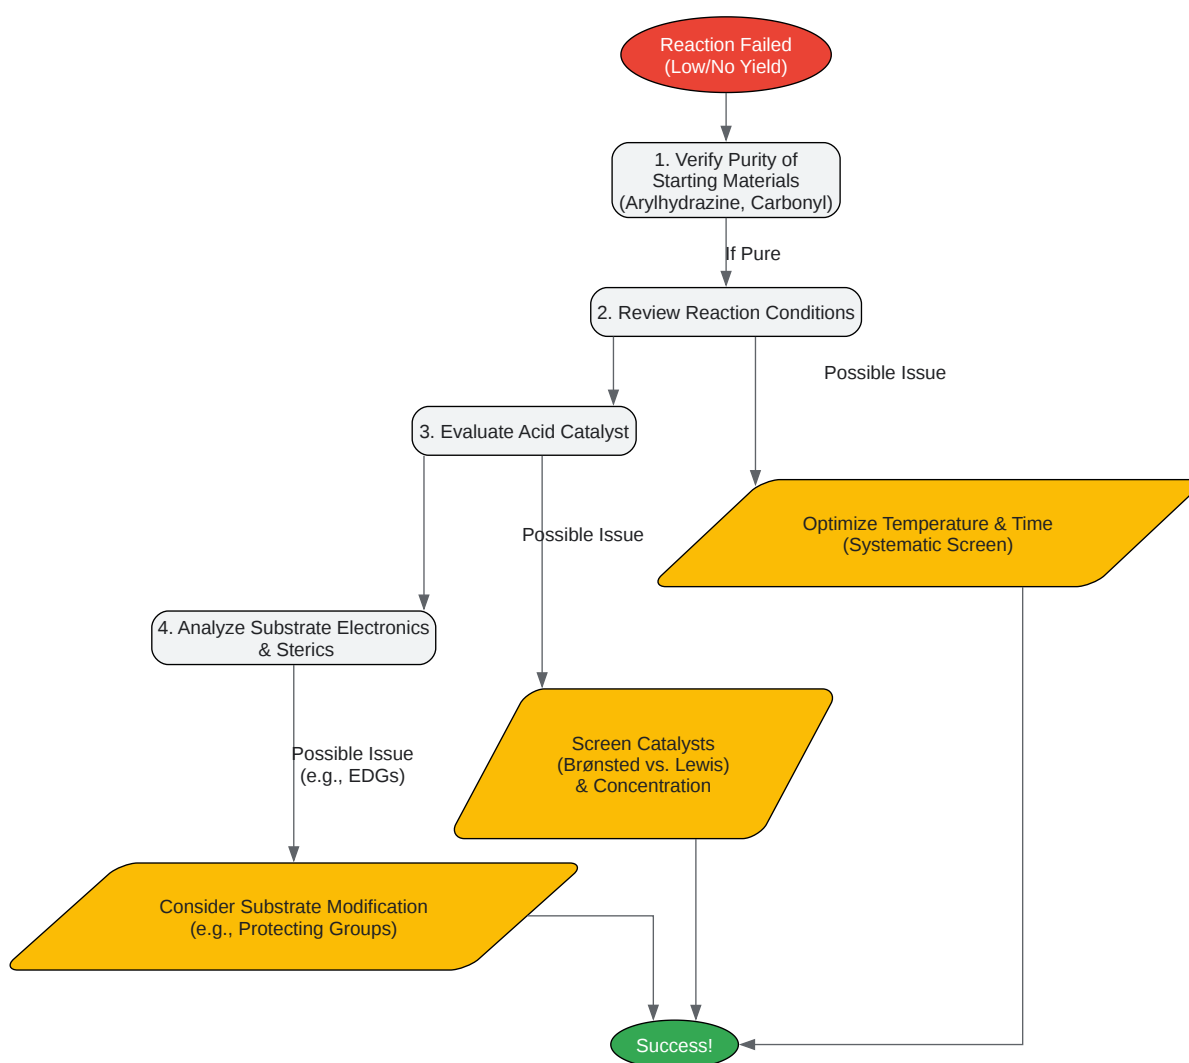 Reaction Failed
(Low/No Yield)
1. Verify Purity of
Starting Materials
(Arylhydrazine, Carbonyl)
If Pure
2. Review Reaction Conditions
Possible Issue
3. Evaluate Acid Catalyst
Optimize Temperature & Time
(Systematic Screen)
Possible Issue
4. Analyze Substrate Electronics
& Sterics
Screen Catalysts
(Brønsted vs. Lewis)
& Concentration
Possible Issue
(e.g., EDGs)
Consider Substrate Modification
(e.g., Protecting Groups)
Success!